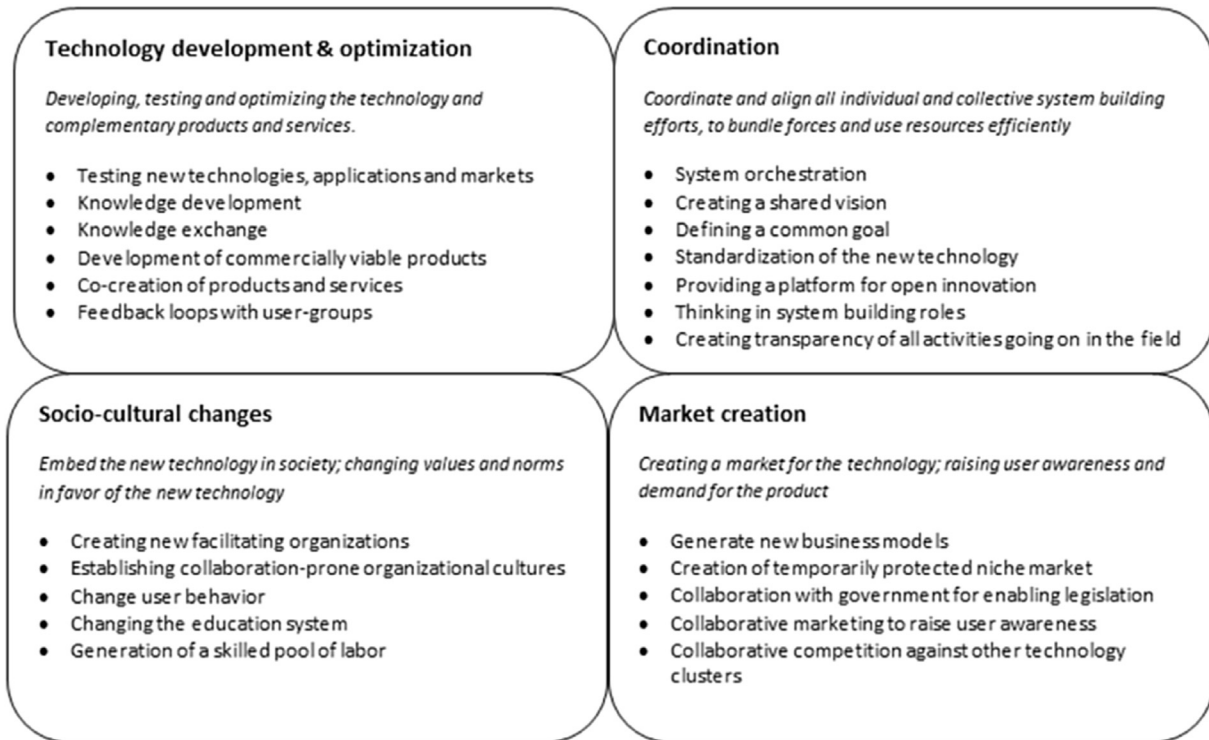 Technology development & optimization
Developing, testing and optimizing the technology and
complementary products and services.
• Testing new technologies, applications and markets
• Knowledge development
• Knowledge exchange
• Development of commercially viable products
• Co-creation of products and services
• Feedback loops with user-groups
Coordination
Coordinate and align all individual and collective system building
efforts, to bundle forces and use resources efficiently
• System orchestration
• Creating a shared vision
• Defining a common goal
• Standardization of the new technology
• Providing a platform for open innovation
• Thinking in system building roles
• Creating transparency of all activities going on in the field
Socio-cultural changes
Embed the new technology in society; changing values and norms
in favor of the new technology
• Creating new facilitating organizations
• Establishing collaboration-prone organizational cultures
• Change user behavior
• Changing the education system
• Generation of a skilled pool of labor
Market creation
Creating a market for the technology; raising user awareness and
demand for the product
• Generate new business models
• Creation of temporarily protected niche market
• Collaboration with government for enabling legislation
• Collaborative marketing to raise user awareness
• Collaborative competition against other technology
clusters